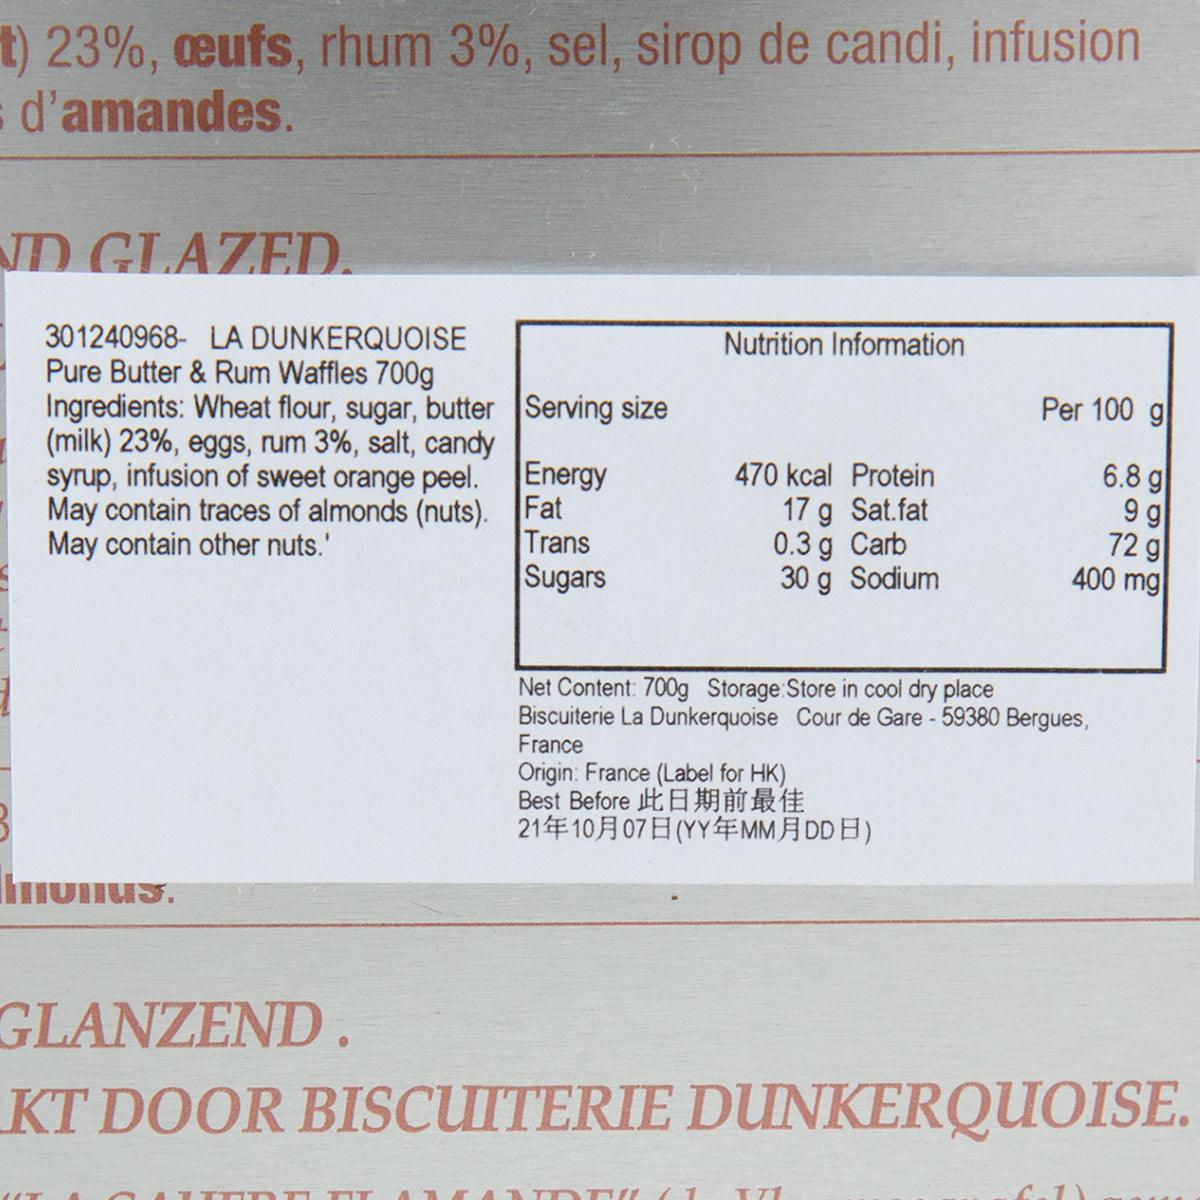 t) 23%, œufs, rhum 3%, sel, sirop de candi, infusion
d'amandes.
ND GLAZED.
301240968- LA DUNKERQUOISE
Pure Butter & Rum Waffles 700g
Ingredients: Wheat flour, sugar, butter
(milk) 23%, eggs, rum 3%, salt, candy
syrup, infusion of sweet orange peel.
May contain traces of almonds (nuts).
May contain other nuts.'
Nutrition Information
Serving size Per 100 g
Energy 470 kcal Protein 6.8 g
Fat 17 g Sat.fat 9 g
Trans 0.3 g Carb 72 g
Sugars 30 g Sodium 400 mg
Net Content: 700g Storage:Store in cool dry place
Biscuiterie La Dunkerquoise Cour de Gare - 59380 Bergues,
France
Origin: France (Label for HK)
Best Before 此日期前最佳
21年10月07日(YY年MM月DD日)
GLANZEND .
KT DOOR BISCUITERIE DUNKERQUOISE.